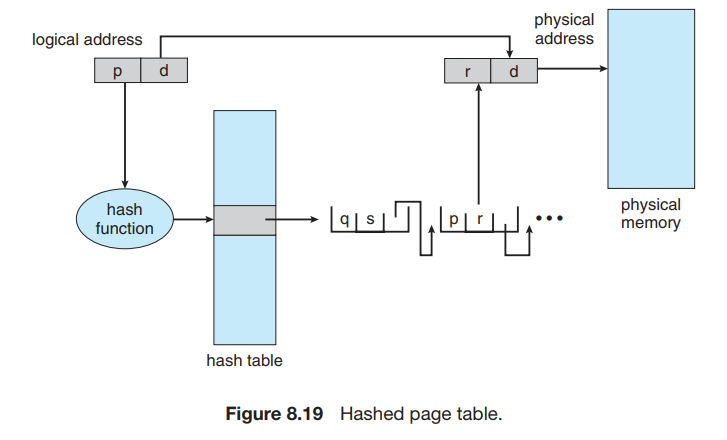 logical address
p d
physical
address
r d
hash
function
q s
p r
•••
physical
memory
hash table
Figure 8.19 Hashed page table.